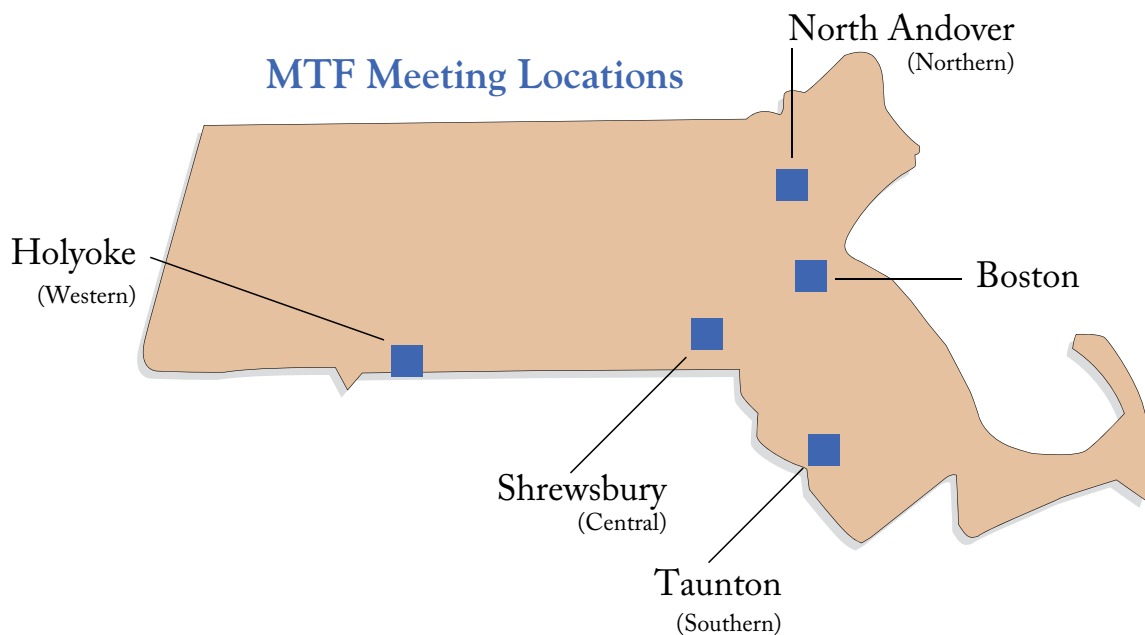 North Andover
(Northern)
MTF Meeting Locations
Holyoke
(Western)
Boston
Shrewsbury
(Central)
Taunton
(Southern)